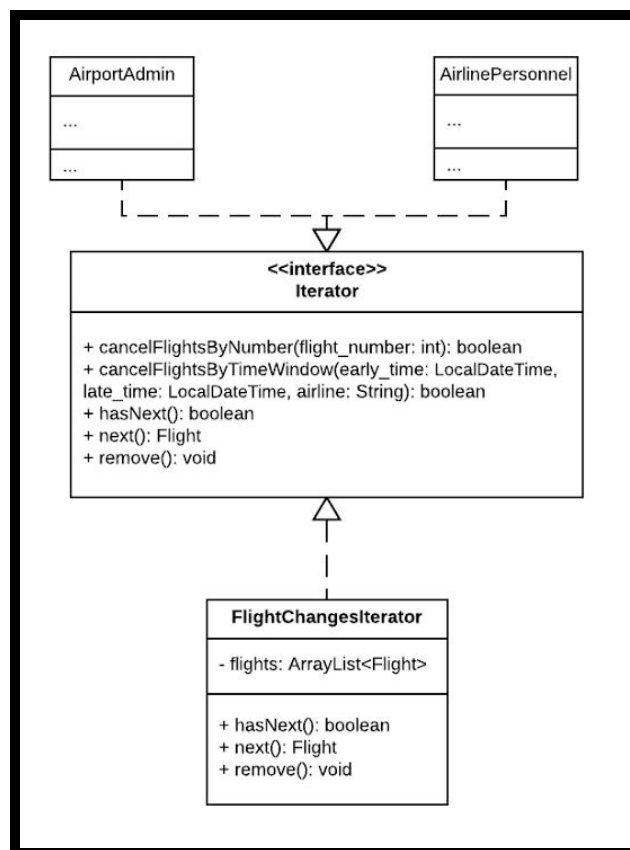 AirportAdmin
...
...
AirlinePersonnel
...
...
<<interface>>
Iterator
+ cancelFlightsByNumber(flight_number: int): boolean
+ cancelFlightsByTimeWindow(early_time: LocalDateTime,
late_time: LocalDateTime, airline: String): boolean
+ hasNext(): boolean
+ next(): Flight
+ remove(): void
FlightChangesIterator
- flights: ArrayList<Flight>
+ hasNext(): boolean
+ next(): Flight
+ remove(): void